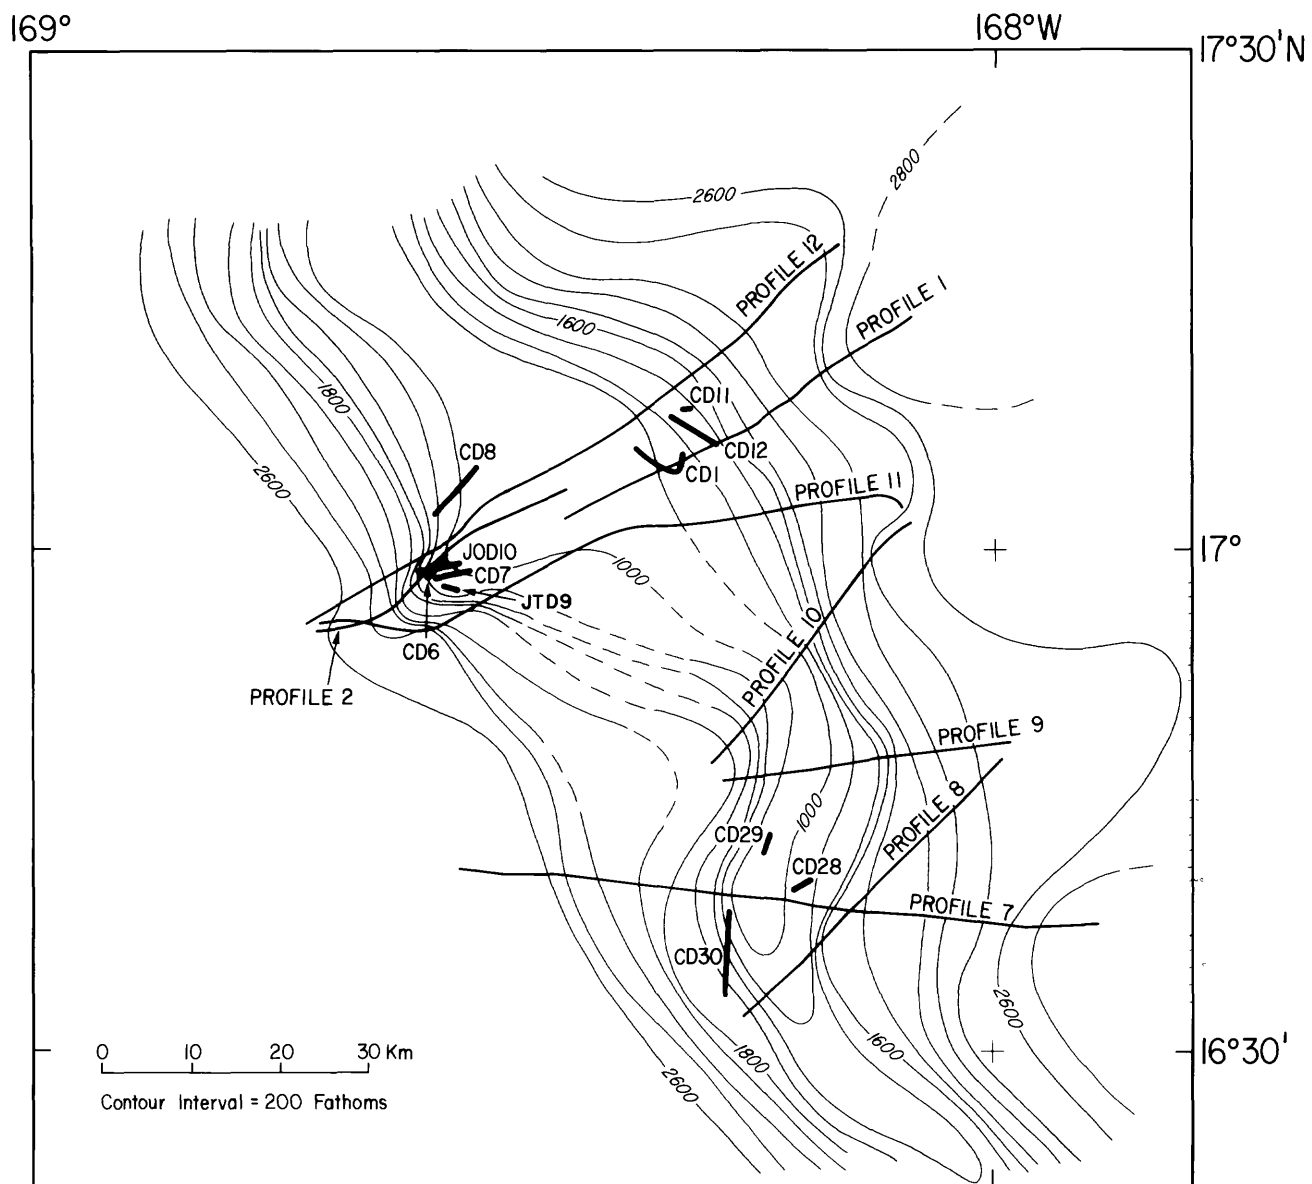 169°
168°W
17°30'N
2800
2600
PROFILE 12
PROFILE 1
1600
1800
CD11
CD8
CD12
CD1
2600
PROFILE 11
JOD10
17°
CD7
1000
JTD9
CD6
PROFILE 10
PROFILE 2
PROFILE 9
PROFILE 8
1000
CD29
CD28
PROFILE 7
CD30
2600
1600
0 10 20 30 Km
16°30'
1800
2600
Contour Interval = 200 Fathoms